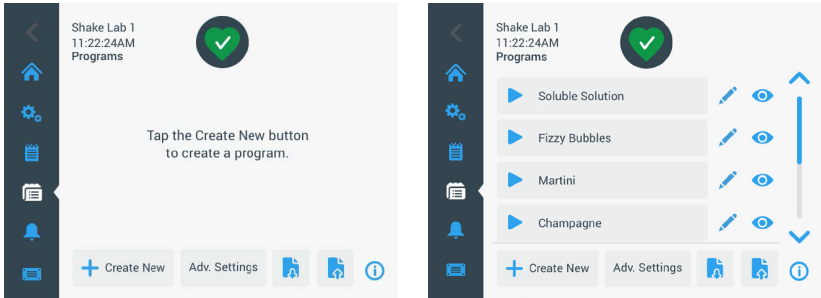 Shake Lab 1
11:22:24AM
Programs
Tap the Create New button
to create a program.
Create New
Adv. Settings
Shake Lab 1
11:22:24AM
Programs
Soluble Solution
Fizzy Bubbles
Martini
Champagne
Create New
Adv. Settings